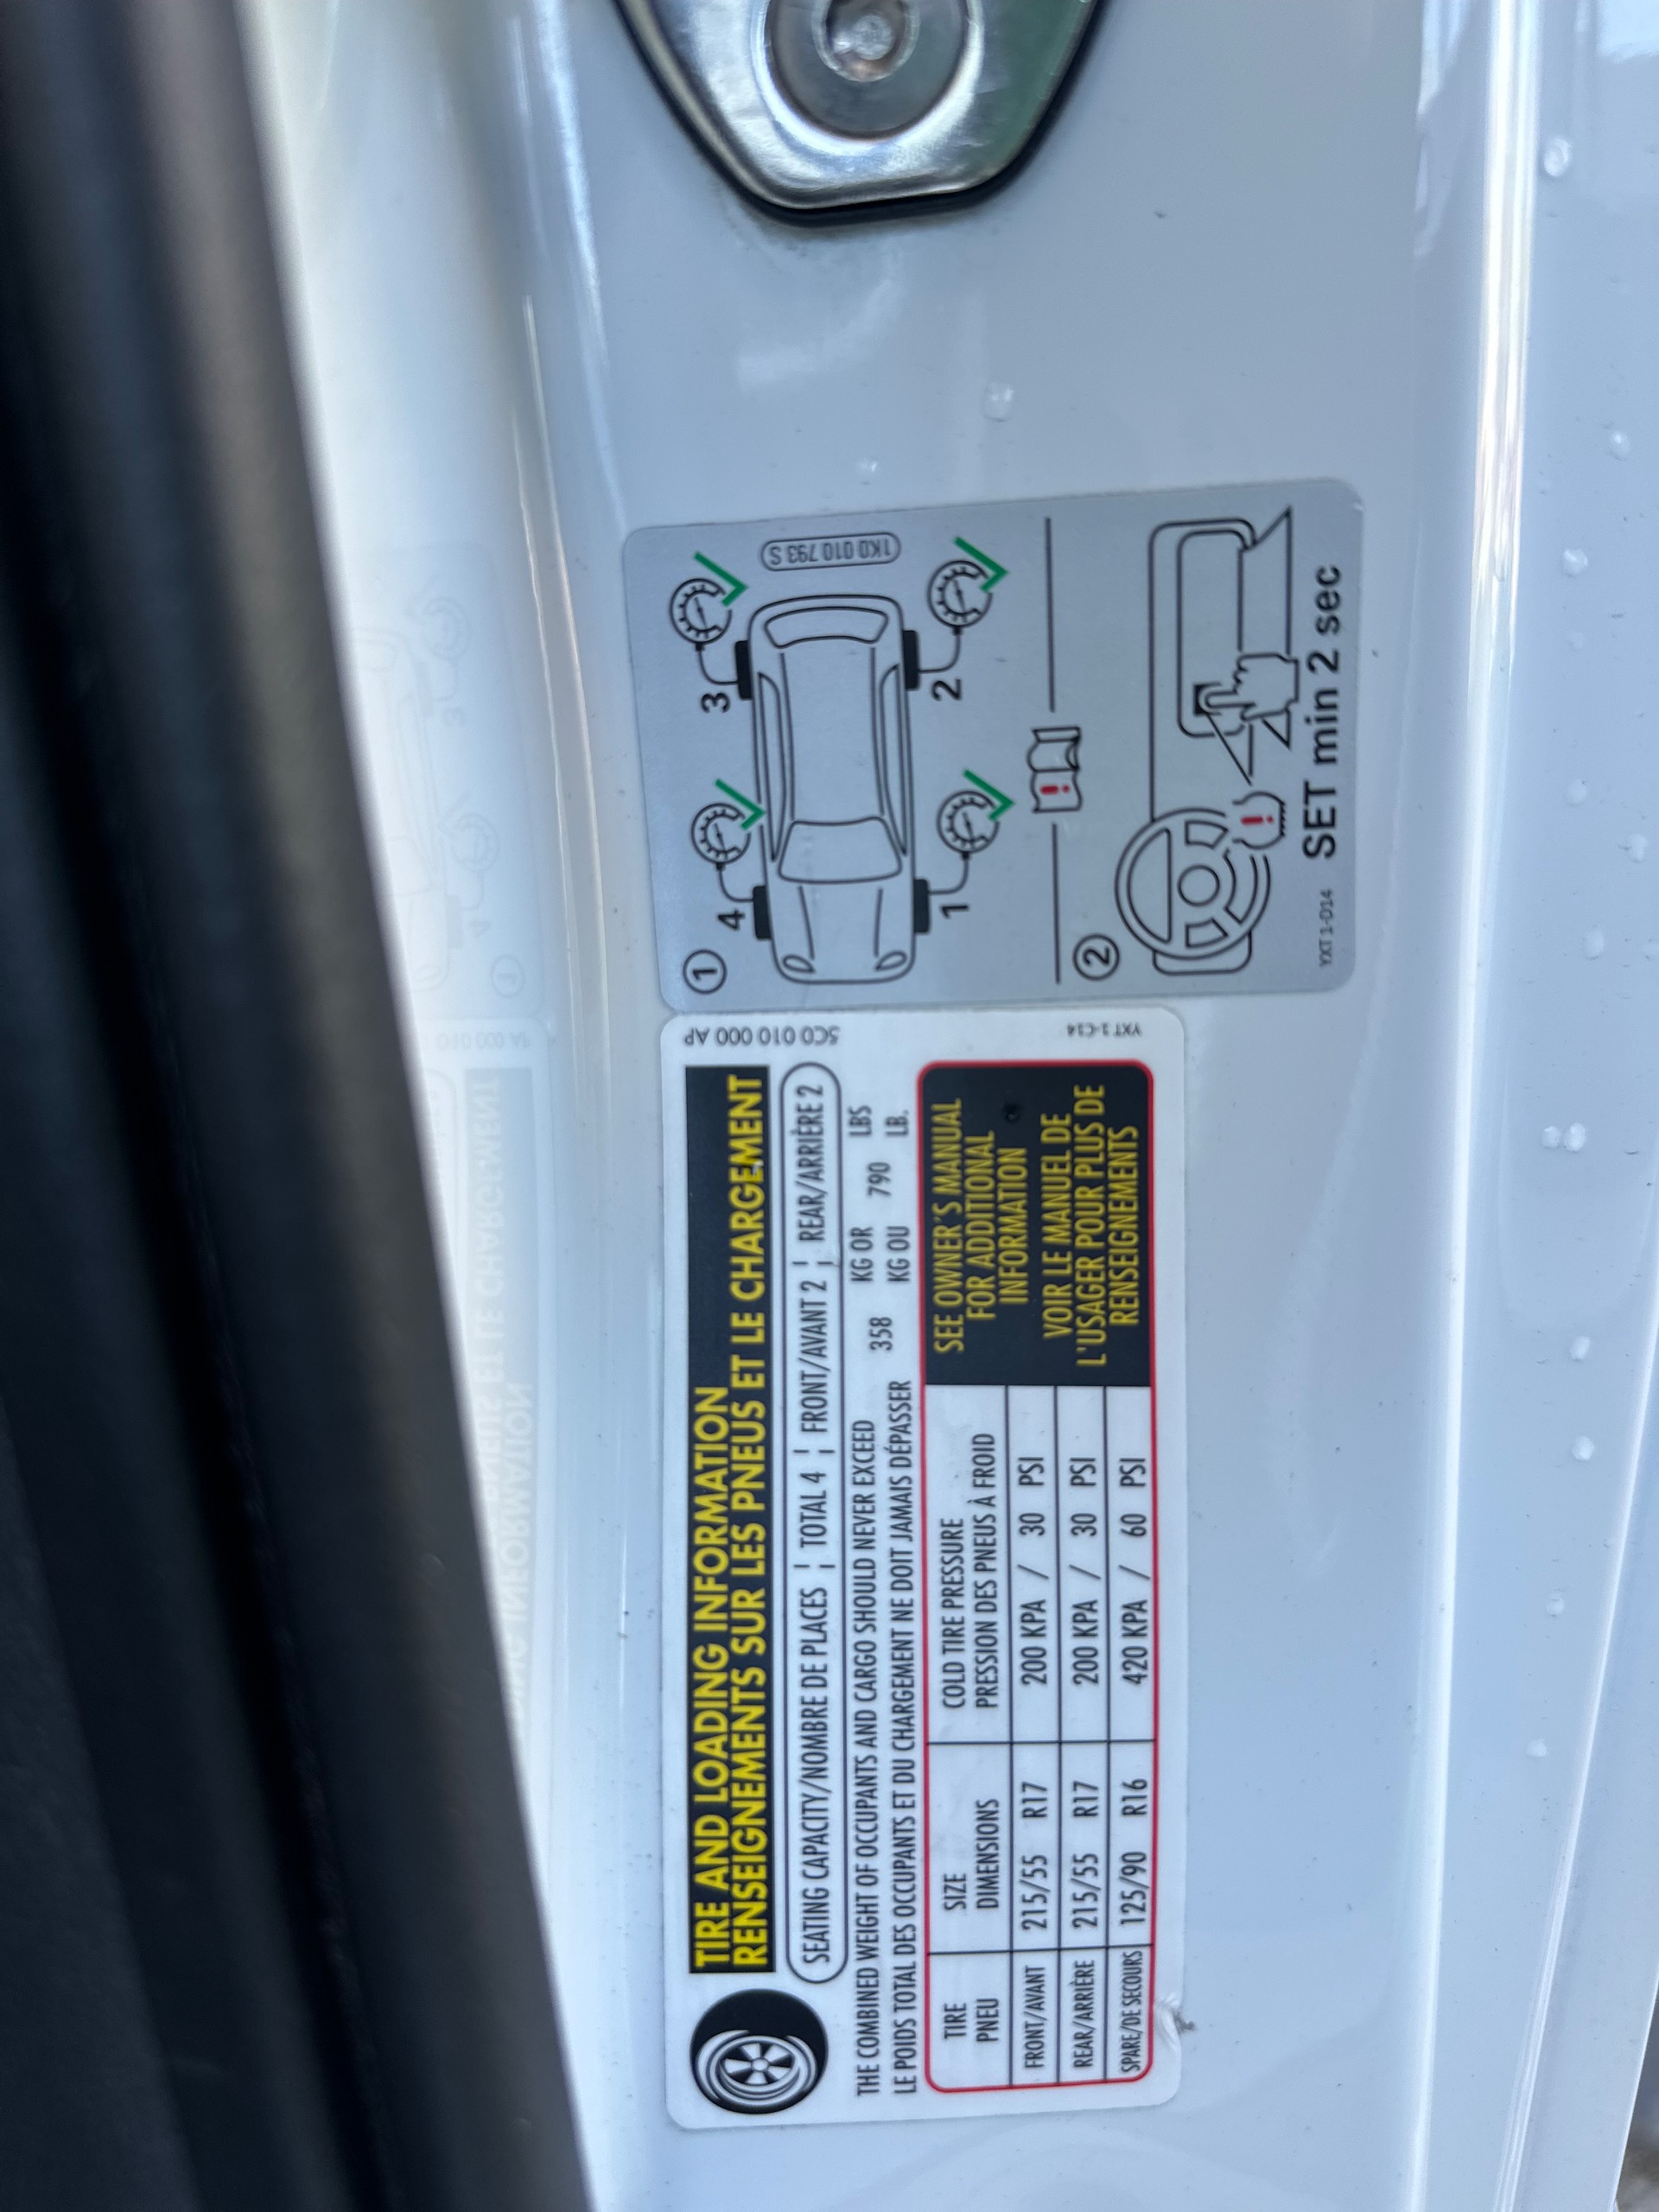 TIRE AND LOADING INFORMATION
RENSEIGNEMENTS SUR LES PNEUS ET LE CHARGEMENT
5C0 010 000 AP
SEATING CAPACITY/NOMBRE DE PLACES ¦ TOTAL 4 ¦ FRONT/AVANT 2 ¦ REAR/ARRIÈRE 2
THE COMBINED WEIGHT OF OCCUPANTS AND CARGO SHOULD NEVER EXCEED 358 KG OR 790 LBS
LE POIDS TOTAL DES OCCUPANTS ET DU CHARGEMENT NE DOIT JAMAIS DÉPASSER KG OU LB.
TIRE SIZE COLD TIRE PRESSURE
PNEU DIMENSIONS PRESSION DES PNEUS À FROID
FRONT/AVANT 215/55 R17 200 KPA / 30 PSI
REAR/ARRIÈRE 215/55 R17 200 KPA / 30 PSI
SPARE/DE SECOURS 125/90 R16 420 KPA / 60 PSI
SEE OWNER'S MANUAL
FOR ADDITIONAL
INFORMATION
VOIR LE MANUEL DE
L'USAGER POUR PLUS DE
RENSEIGNEMENTS
YXT 1-C14
1
4
3
1K0 010 793 S
1
2
2
YXT 1-D14
SET min 2 sec